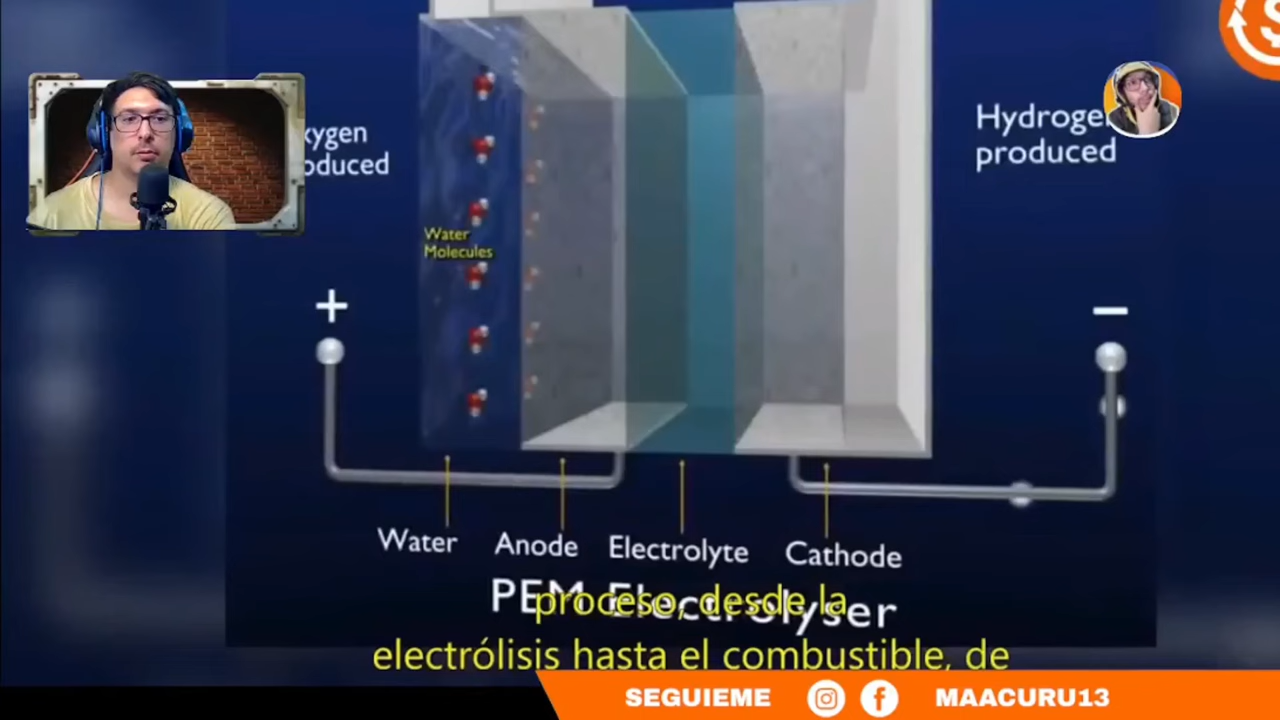 xygen
oduced
Hydroge
produced
Water
Molecules
+
−
$
Water Anode Electrolyte Cathode
PEM Electrolyser
proceso, desde la
electrólisis hasta el combustible, de
SEGUIEME MAACURU13